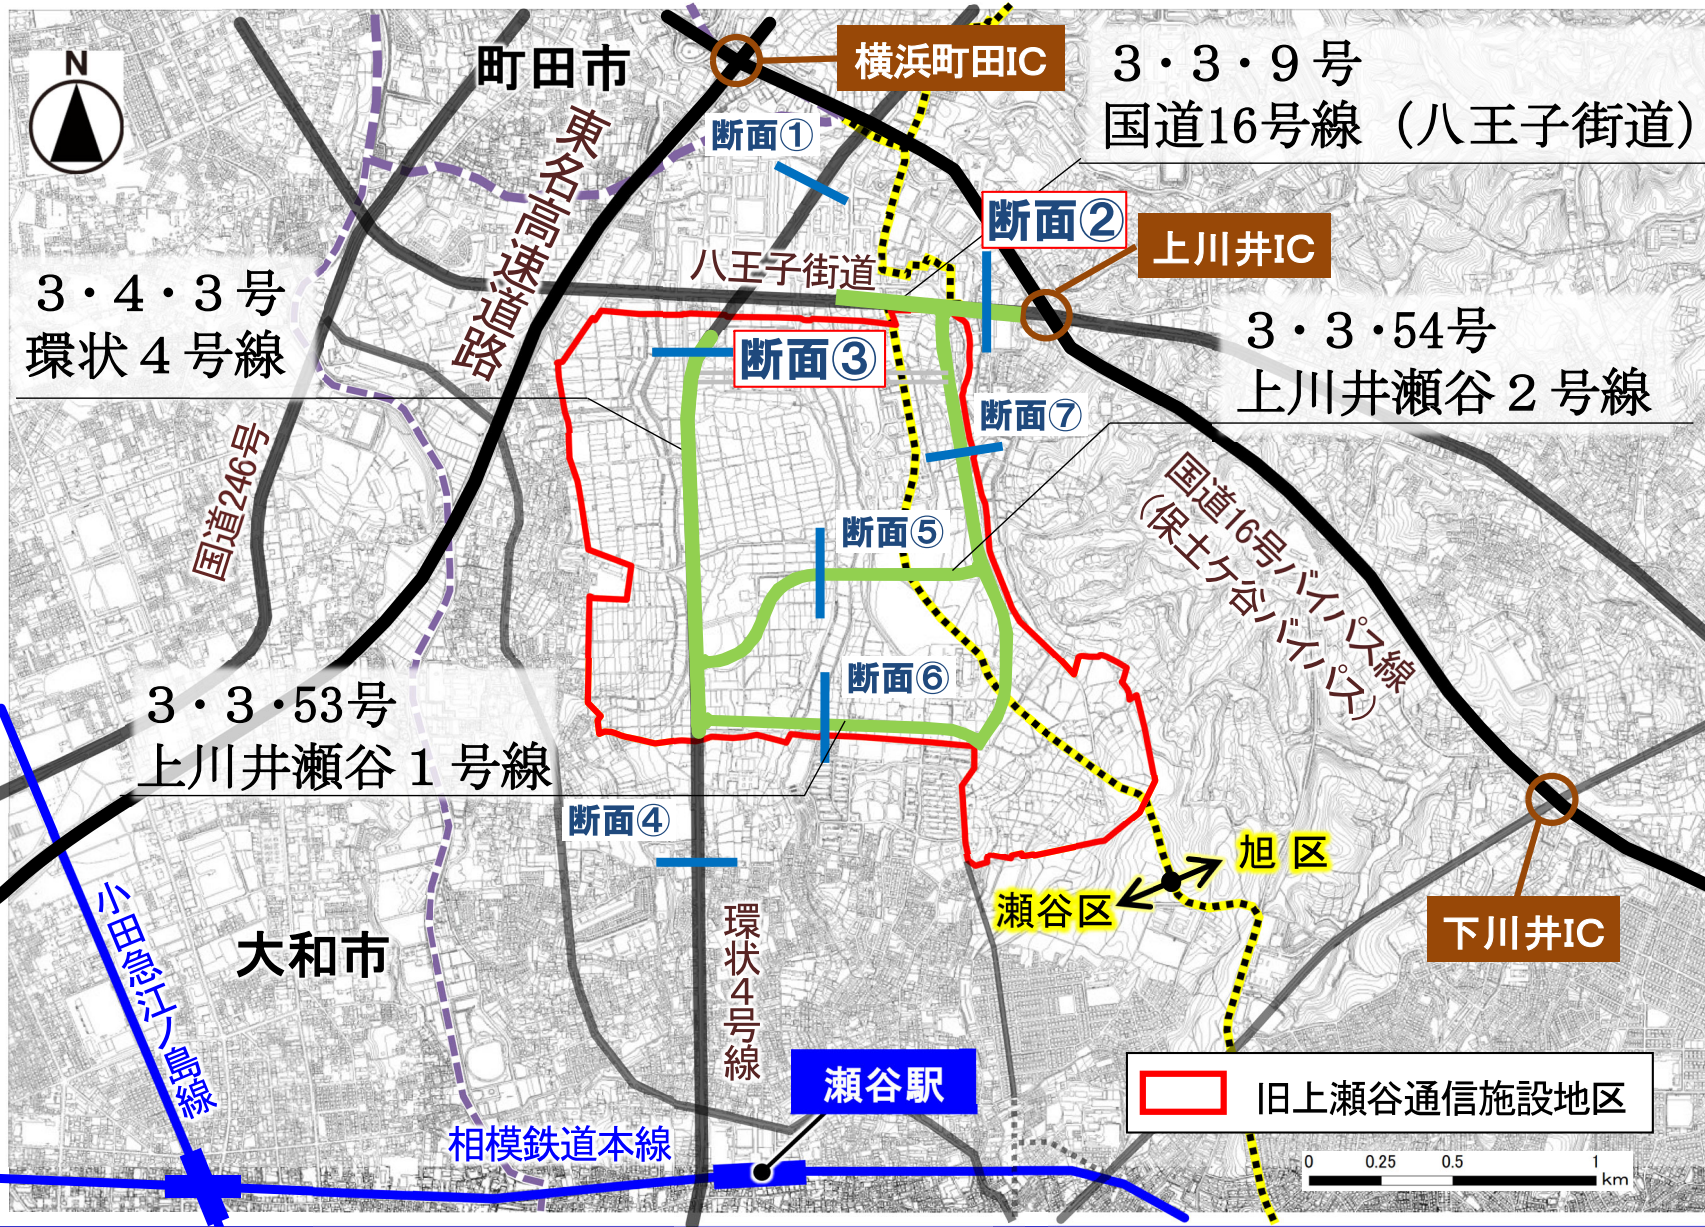 N
町田市
横浜町田IC
3・3・9号
国道16号線（八王子街道）
東名高速道路
断面①
断面②
上川井IC
八王子街道
3・4・3号
環状4号線
断面③
3・3・54号
上川井瀬谷2号線
断面⑦
国道246号
国道16号バイパス線
（保土ケ谷バイパス）
断面⑤
断面⑥
3・3・53号
上川井瀬谷1号線
断面④
旭区
瀬谷区
下川井IC
小田急江ノ島線
大和市
環状4号線
瀬谷駅
旧上瀬谷通信施設地区
相模鉄道本線
0 0.25 0.5 1
km